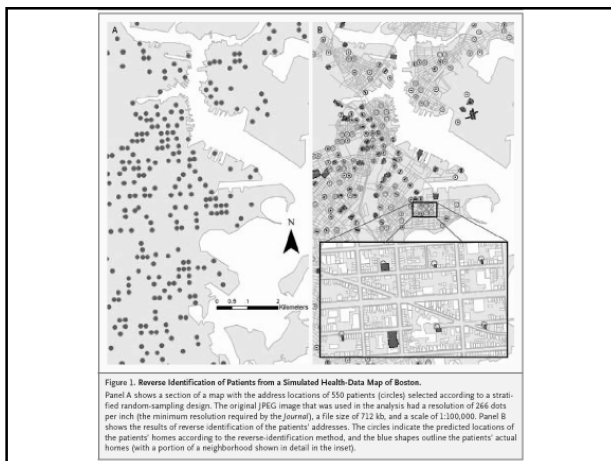 A
B
N
0 0.5 1 2
Kilometers
Figure 1. Reverse Identification of Patients from a Simulated Health-Data Map of Boston.
Panel A shows a section of a map with the address locations of 550 patients (circles) selected according to a strati-
fied random-sampling design. The original JPEG image that was used in the analysis had a resolution of 266 dots
per inch (the minimum resolution required by the Journal), a file size of 712 kb, and a scale of 1:100,000. Panel B
shows the results of reverse identification of the patients' addresses. The circles indicate the predicted locations of
the patients' homes according to the reverse-identification method, and the blue shapes outline the patients' actual
homes (with a portion of a neighborhood shown in detail in the inset).